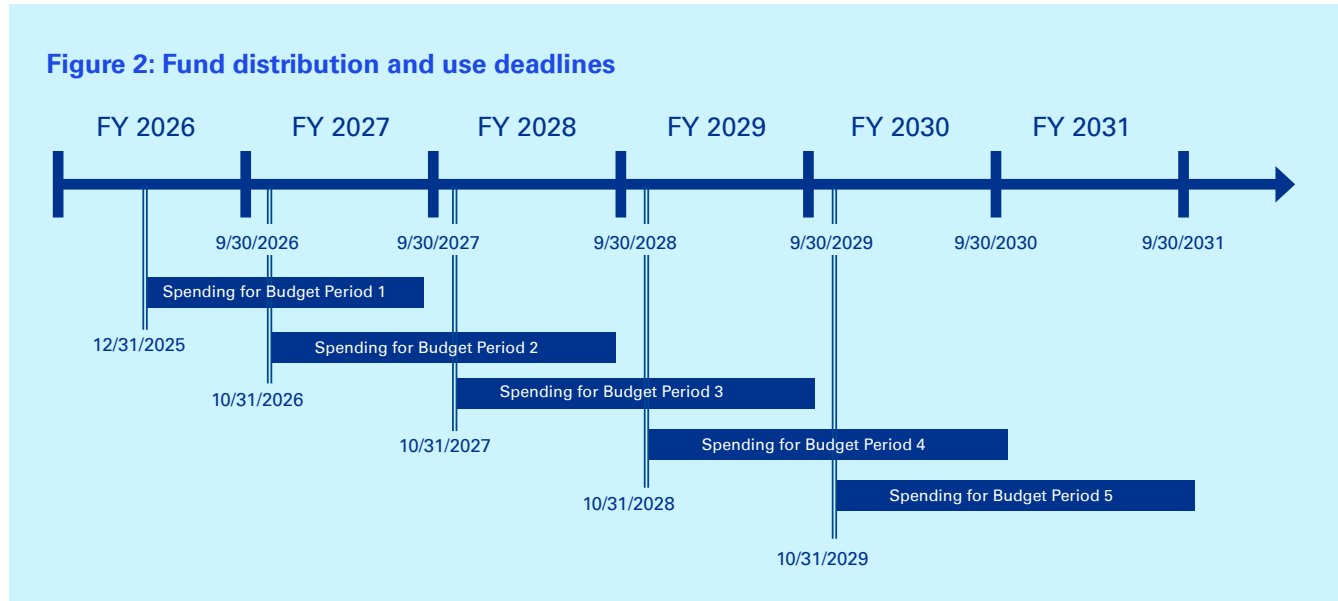 Figure 2: Fund distribution and use deadlines
FY 2026 FY 2027 FY 2028 FY 2029 FY 2030 FY 2031
9/30/2026 9/30/2027 9/30/2028 9/30/2029 9/30/2030 9/30/2031
Spending for Budget Period 1
12/31/2025
Spending for Budget Period 2
10/31/2026
Spending for Budget Period 3
10/31/2027
Spending for Budget Period 4
10/31/2028
Spending for Budget Period 5
10/31/2029